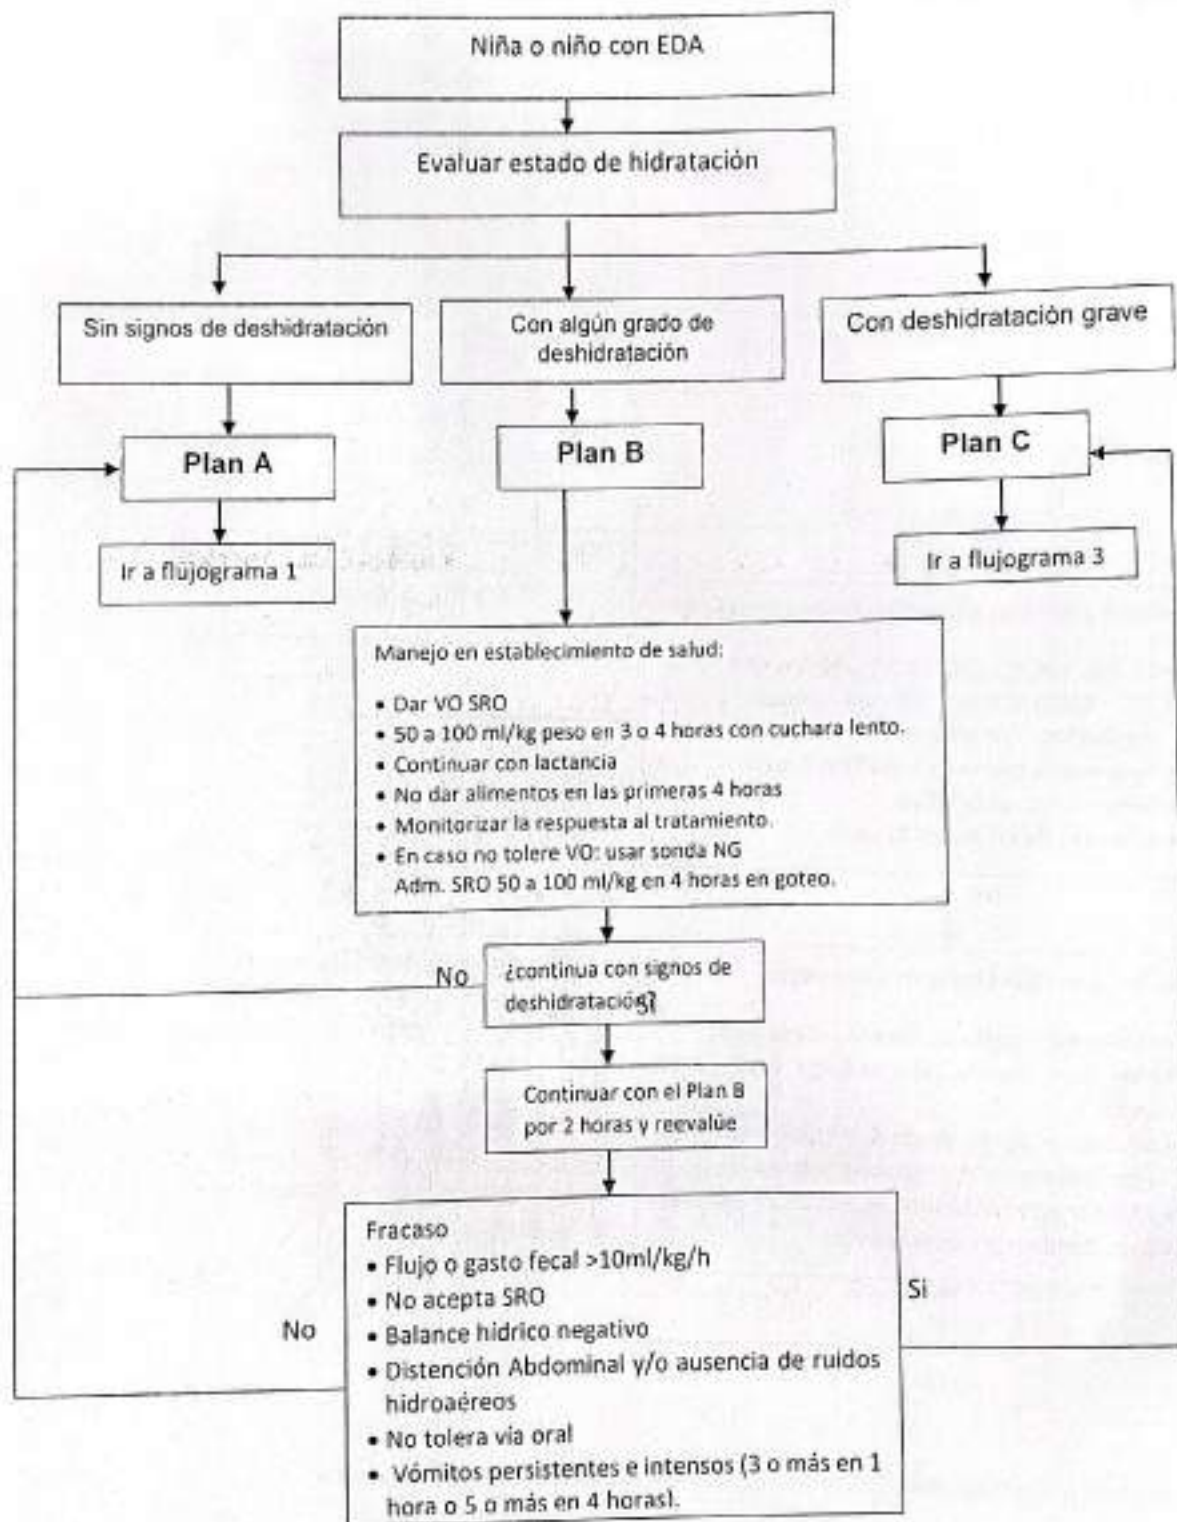 Niña o niño con EDA
Evaluar estado de hidratación
Sin signos de deshidratación
Con algún grado de
deshidratación
Con deshidratación grave
Plan A
Plan B
Plan C
Ir a flujograma 1
Ir a flujograma 3
Manejo en establecimiento de salud:
• Dar VO SRO
• 50 a 100 ml/kg peso en 3 o 4 horas con cuchara lento.
• Continuar con lactancia
• No dar alimentos en las primeras 4 horas
• Monitorizar la respuesta al tratamiento.
• En caso no tolere VO: usar sonda NG
Adm. SRO 50 a 100 ml/kg en 4 horas en goteo.
No
¿continua con signos de
deshidratación?
Si
Continuar con el Plan B
por 2 horas y reevalúe
Fracaso
• Flujo o gasto fecal >10ml/kg/h
• No acepta SRO
• Balance hídrico negativo
• Distención Abdominal y/o ausencia de ruidos
hidroaéreos
• No tolera vía oral
• Vómitos persistentes e intensos (3 o más en 1
hora o 5 o más en 4 horas).
No
Si